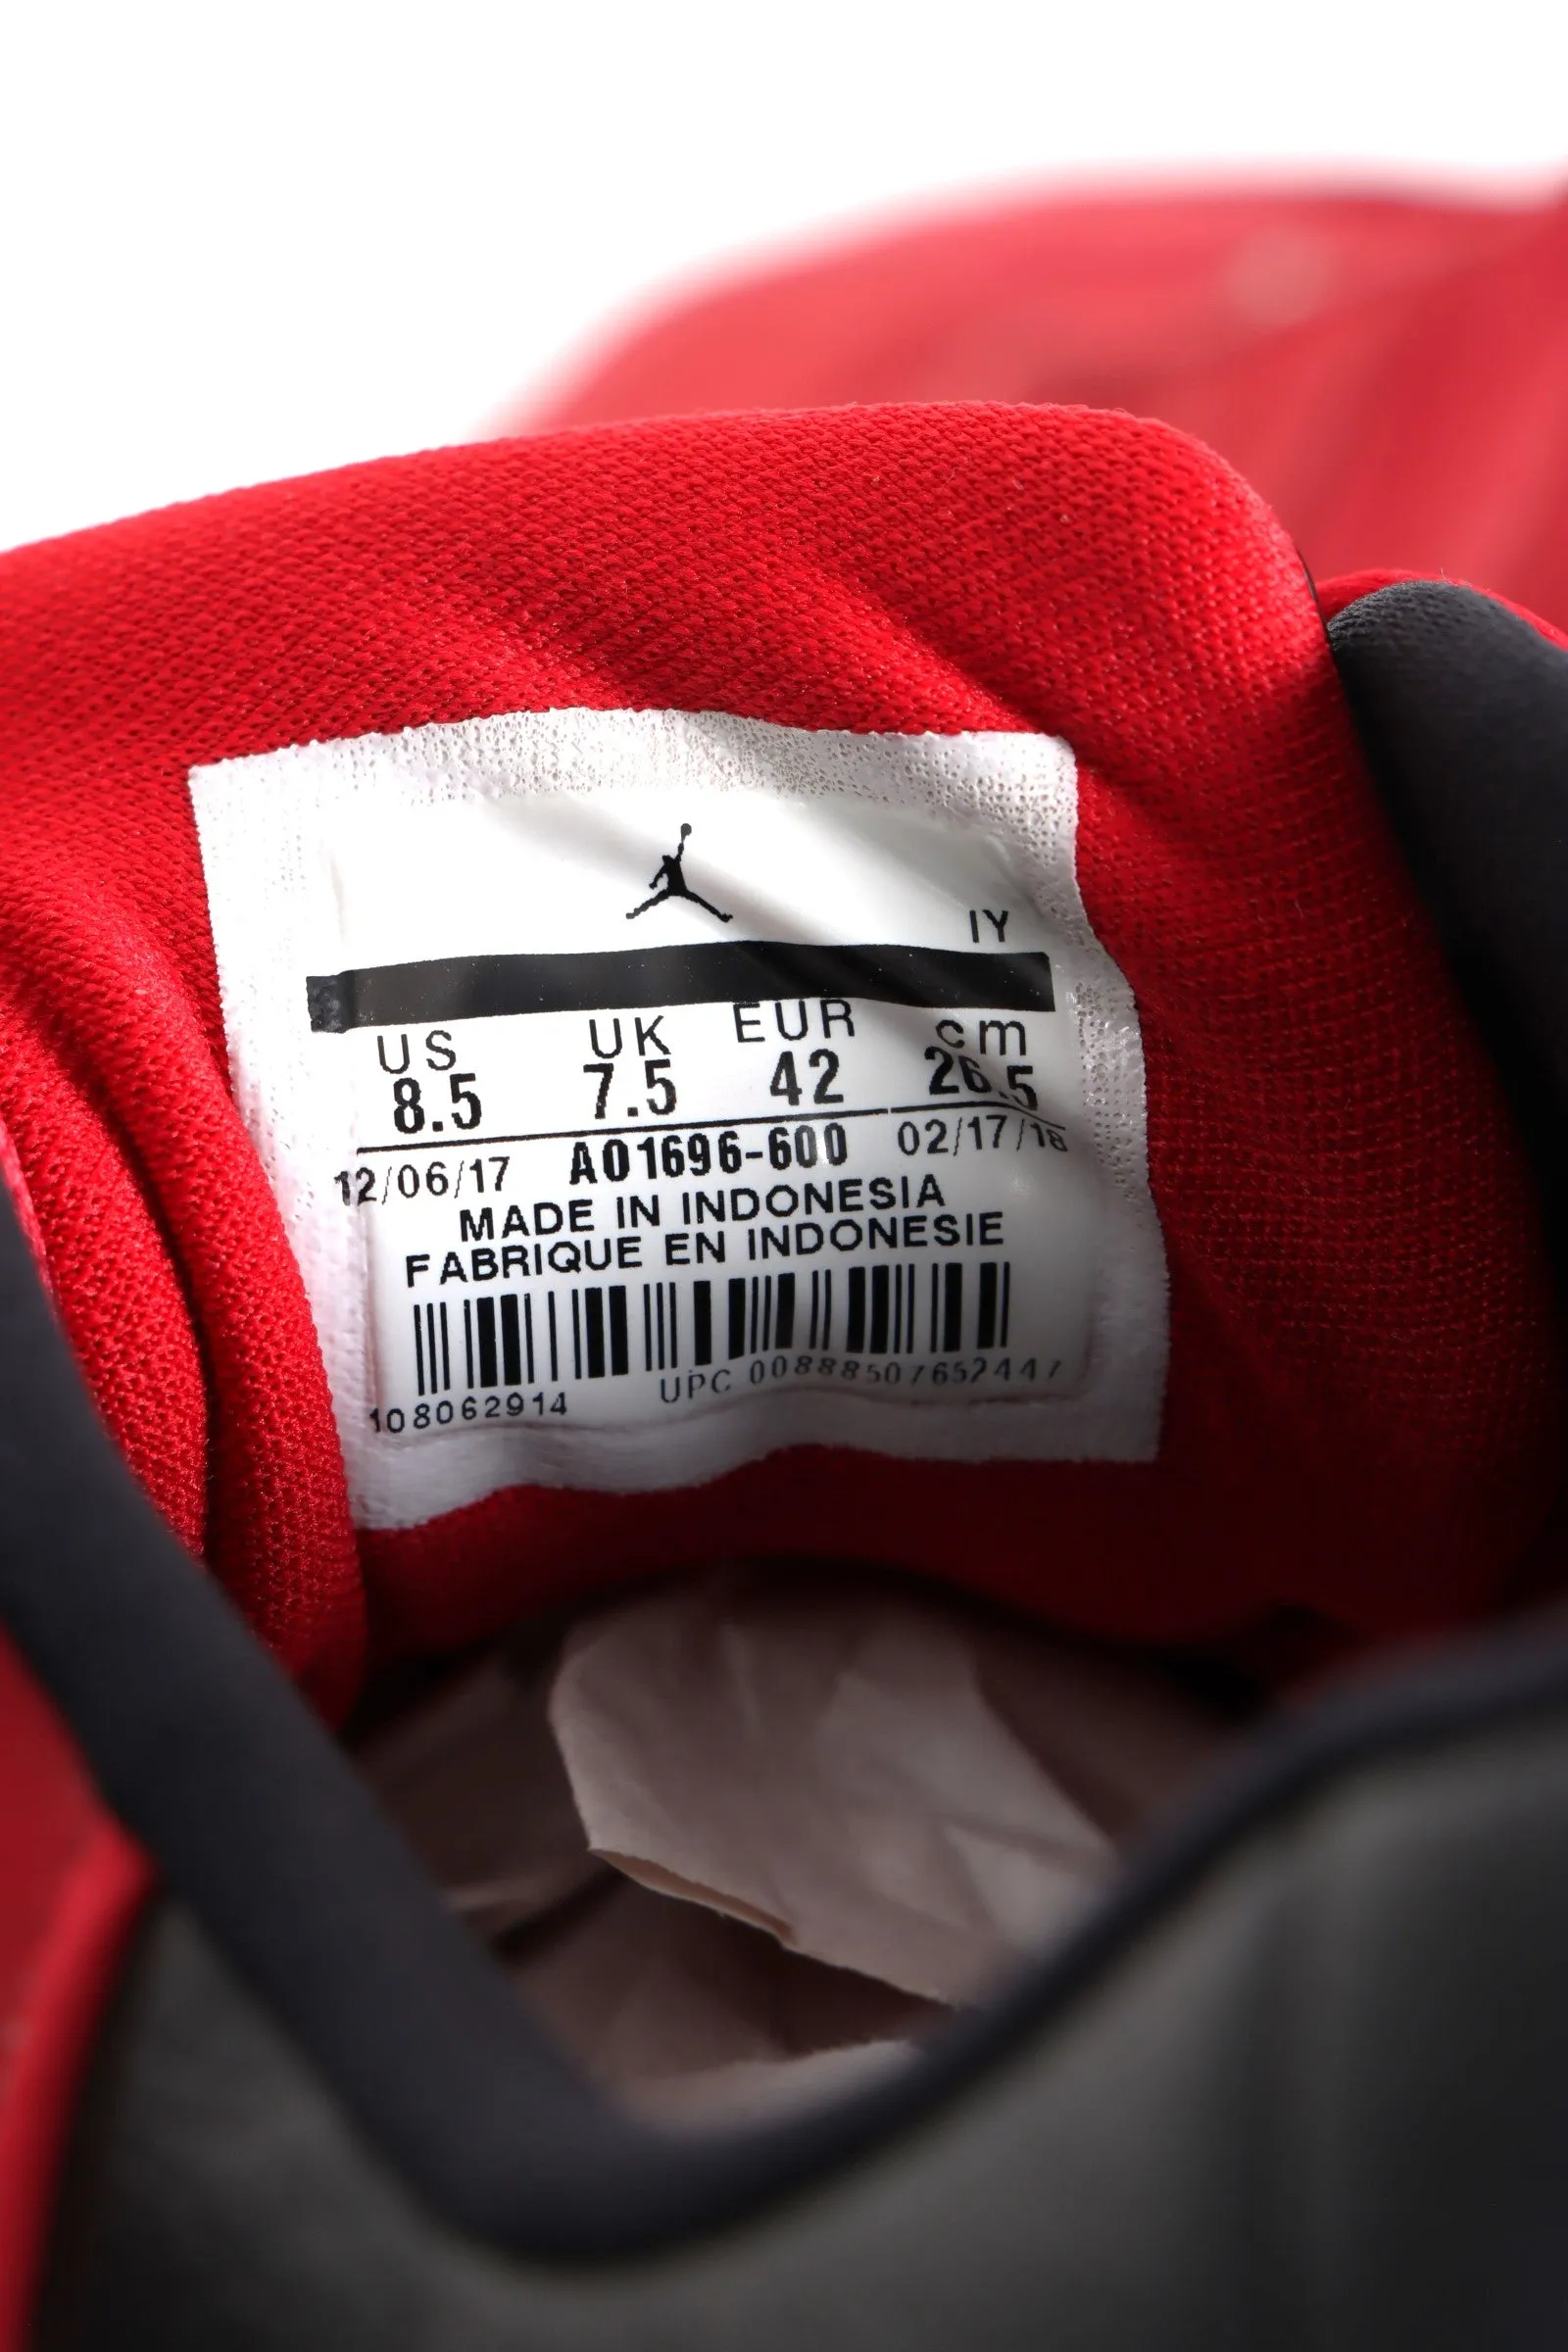 IY
US UK EUR cm
8.5 7.5 42 26.5
12/06/17 A01696-600 02/17/18
MADE IN INDONESIA
FABRIQUE EN INDONESIE
108062914 UPC 00888507652447